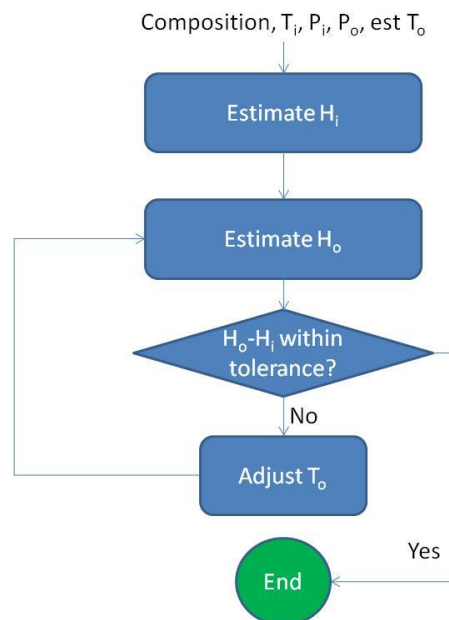 Composition, Tᵢ, Pᵢ, Pₒ, est Tₒ
Estimate Hᵢ
Estimate Hₒ
Hₒ-Hᵢ within
tolerance?
No
Adjust Tₒ
Yes
End